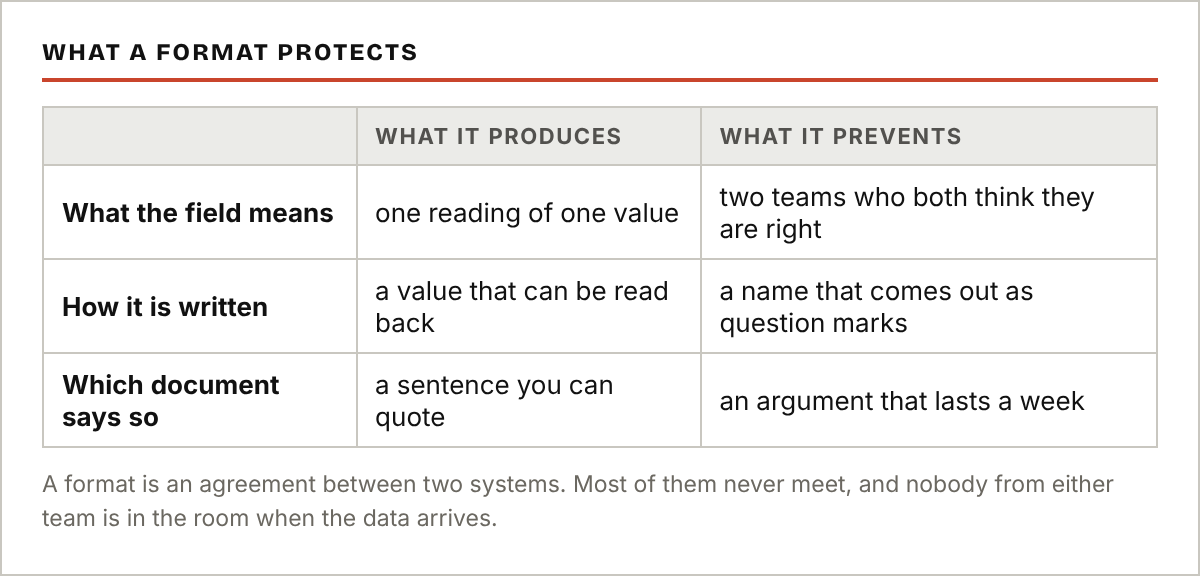 WHAT A FORMAT PROTECTS
WHAT IT PRODUCES
WHAT IT PREVENTS
What the field means
one reading of one value
two teams who both think they
are right
How it is written
a value that can be read
back
a name that comes out as
question marks
Which document
says so
a sentence you can
quote
an argument that lasts a week
A format is an agreement between two systems. Most of them never meet, and nobody from either
team is in the room when the data arrives.